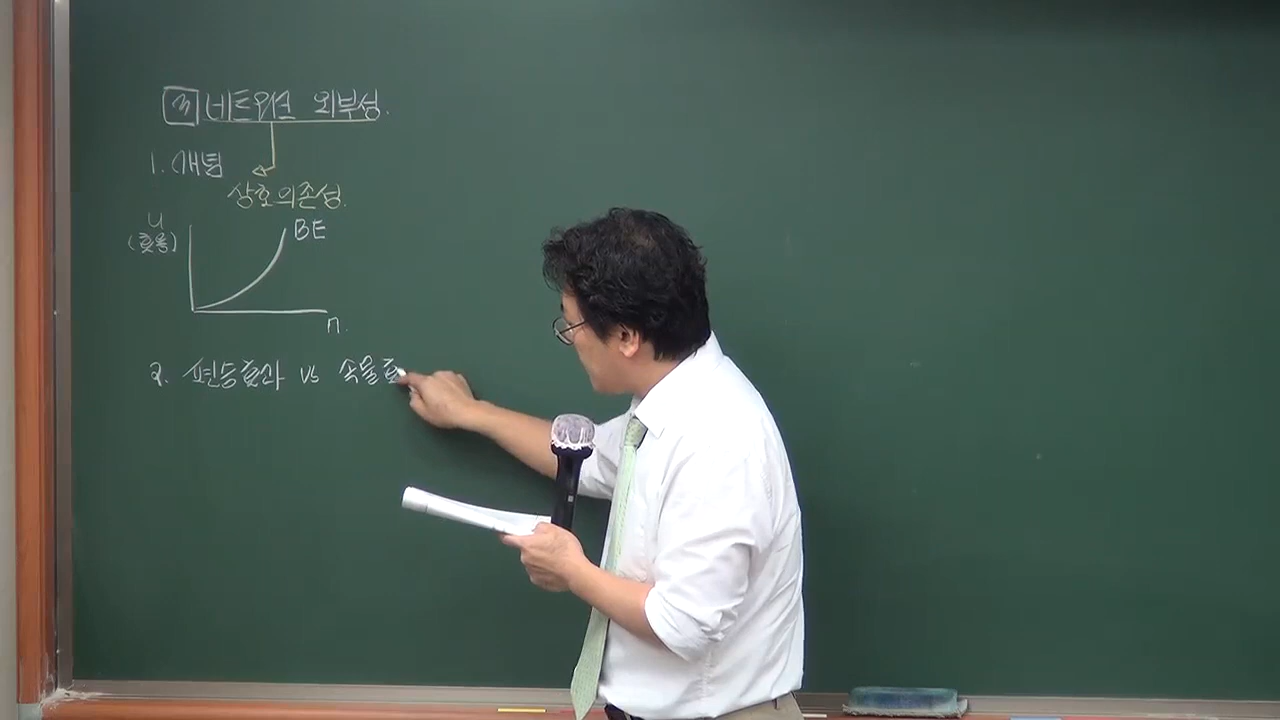 3 네트워크 외부성.
1. 개념
상호의존성.
U
(효용)
BE
n.
2. 편승효과 vs 속물효